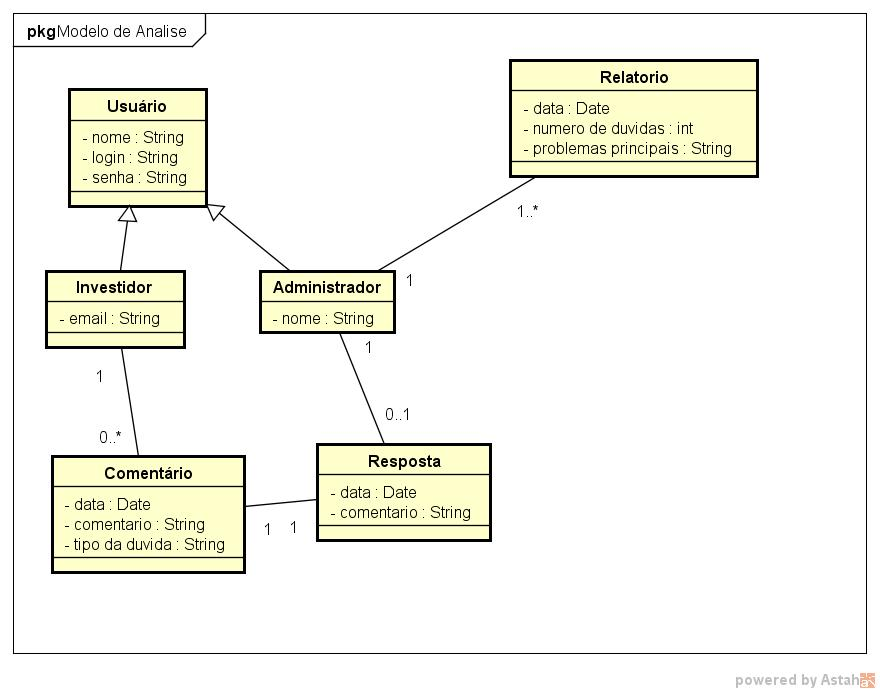 pkg Modelo de Analise
Usuário
- nome : String
- login : String
- senha : String
Relatorio
- data : Date
- numero de duvidas : int
- problemas principais : String
1..*
1
Investidor
- email : String
Administrador
- nome : String
1
1
0..*
0..1
Comentário
- data : Date
- comentario : String
- tipo da duvida : String
Resposta
- data : Date
- comentario : String
1
1
powered by Astah